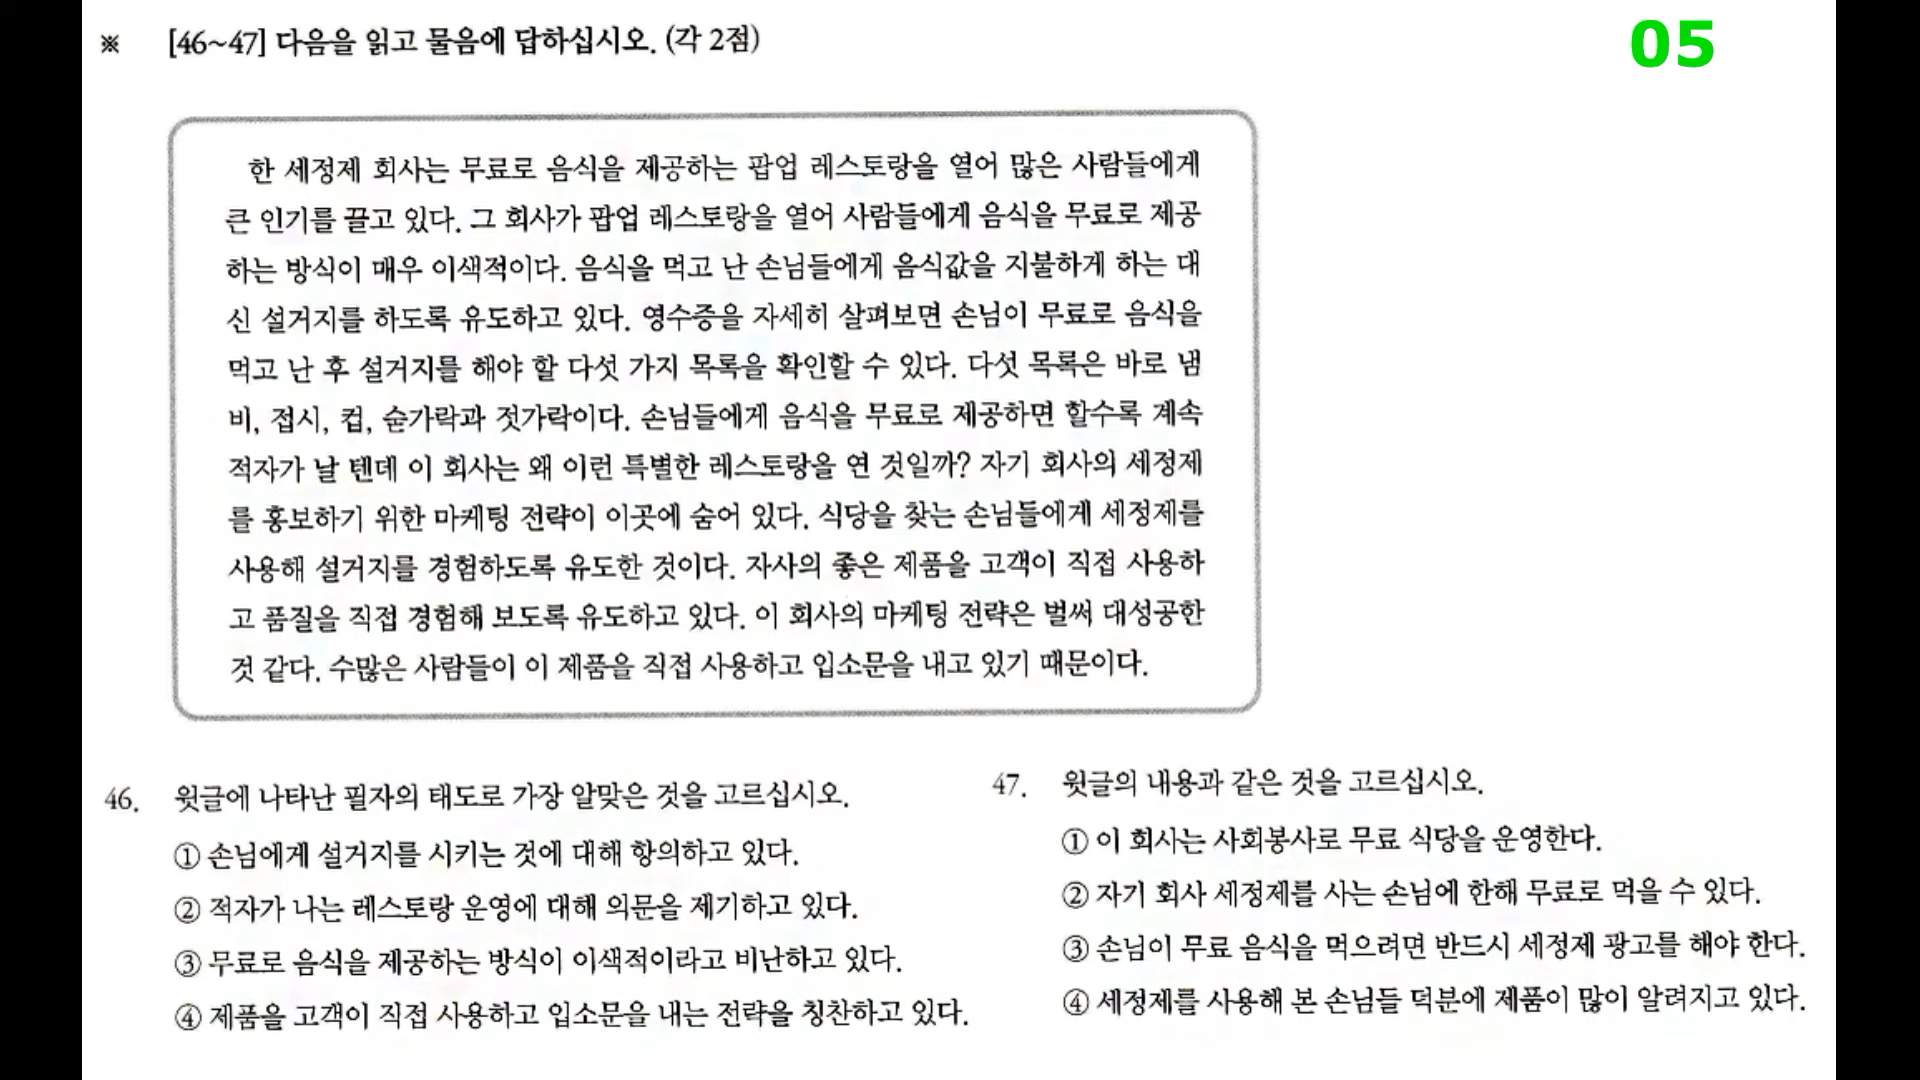 ※ [46~47] 다음을 읽고 물음에 답하십시오. (각 2점)
05
한 세정제 회사는 무료로 음식을 제공하는 팝업 레스토랑을 열어 많은 사람들에게
큰 인기를 끌고 있다. 그 회사가 팝업 레스토랑을 열어 사람들에게 음식을 무료로 제공
하는 방식이 매우 이색적이다. 음식을 먹고 난 손님들에게 음식값을 지불하게 하는 대
신 설거지를 하도록 유도하고 있다. 영수증을 자세히 살펴보면 손님이 무료로 음식을
먹고 난 후 설거지를 해야 할 다섯 가지 목록을 확인할 수 있다. 다섯 목록은 바로 냄
비, 접시, 컵, 숟가락과 젓가락이다. 손님들에게 음식을 무료로 제공하면 할수록 계속
적자가 날 텐데 이 회사는 왜 이런 특별한 레스토랑을 연 것일까? 자기 회사의 세정제
를 홍보하기 위한 마케팅 전략이 이곳에 숨어 있다. 식당을 찾는 손님들에게 세정제를
사용해 설거지를 경험하도록 유도한 것이다. 자사의 좋은 제품을 고객이 직접 사용하
고 품질을 직접 경험해 보도록 유도하고 있다. 이 회사의 마케팅 전략은 벌써 대성공한
것 같다. 수많은 사람들이 이 제품을 직접 사용하고 입소문을 내고 있기 때문이다.
46. 윗글에 나타난 필자의 태도로 가장 알맞은 것을 고르십시오.
① 손님에게 설거지를 시키는 것에 대해 항의하고 있다.
② 적자가 나는 레스토랑 운영에 대해 의문을 제기하고 있다.
③ 무료로 음식을 제공하는 방식이 이색적이라고 비난하고 있다.
④ 제품을 고객이 직접 사용하고 입소문을 내는 전략을 칭찬하고 있다.
47. 윗글의 내용과 같은 것을 고르십시오.
① 이 회사는 사회봉사로 무료 식당을 운영한다.
② 자기 회사 세정제를 사는 손님에 한해 무료로 먹을 수 있다.
③ 손님이 무료 음식을 먹으려면 반드시 세정제 광고를 해야 한다.
④ 세정제를 사용해 본 손님들 덕분에 제품이 많이 알려지고 있다.